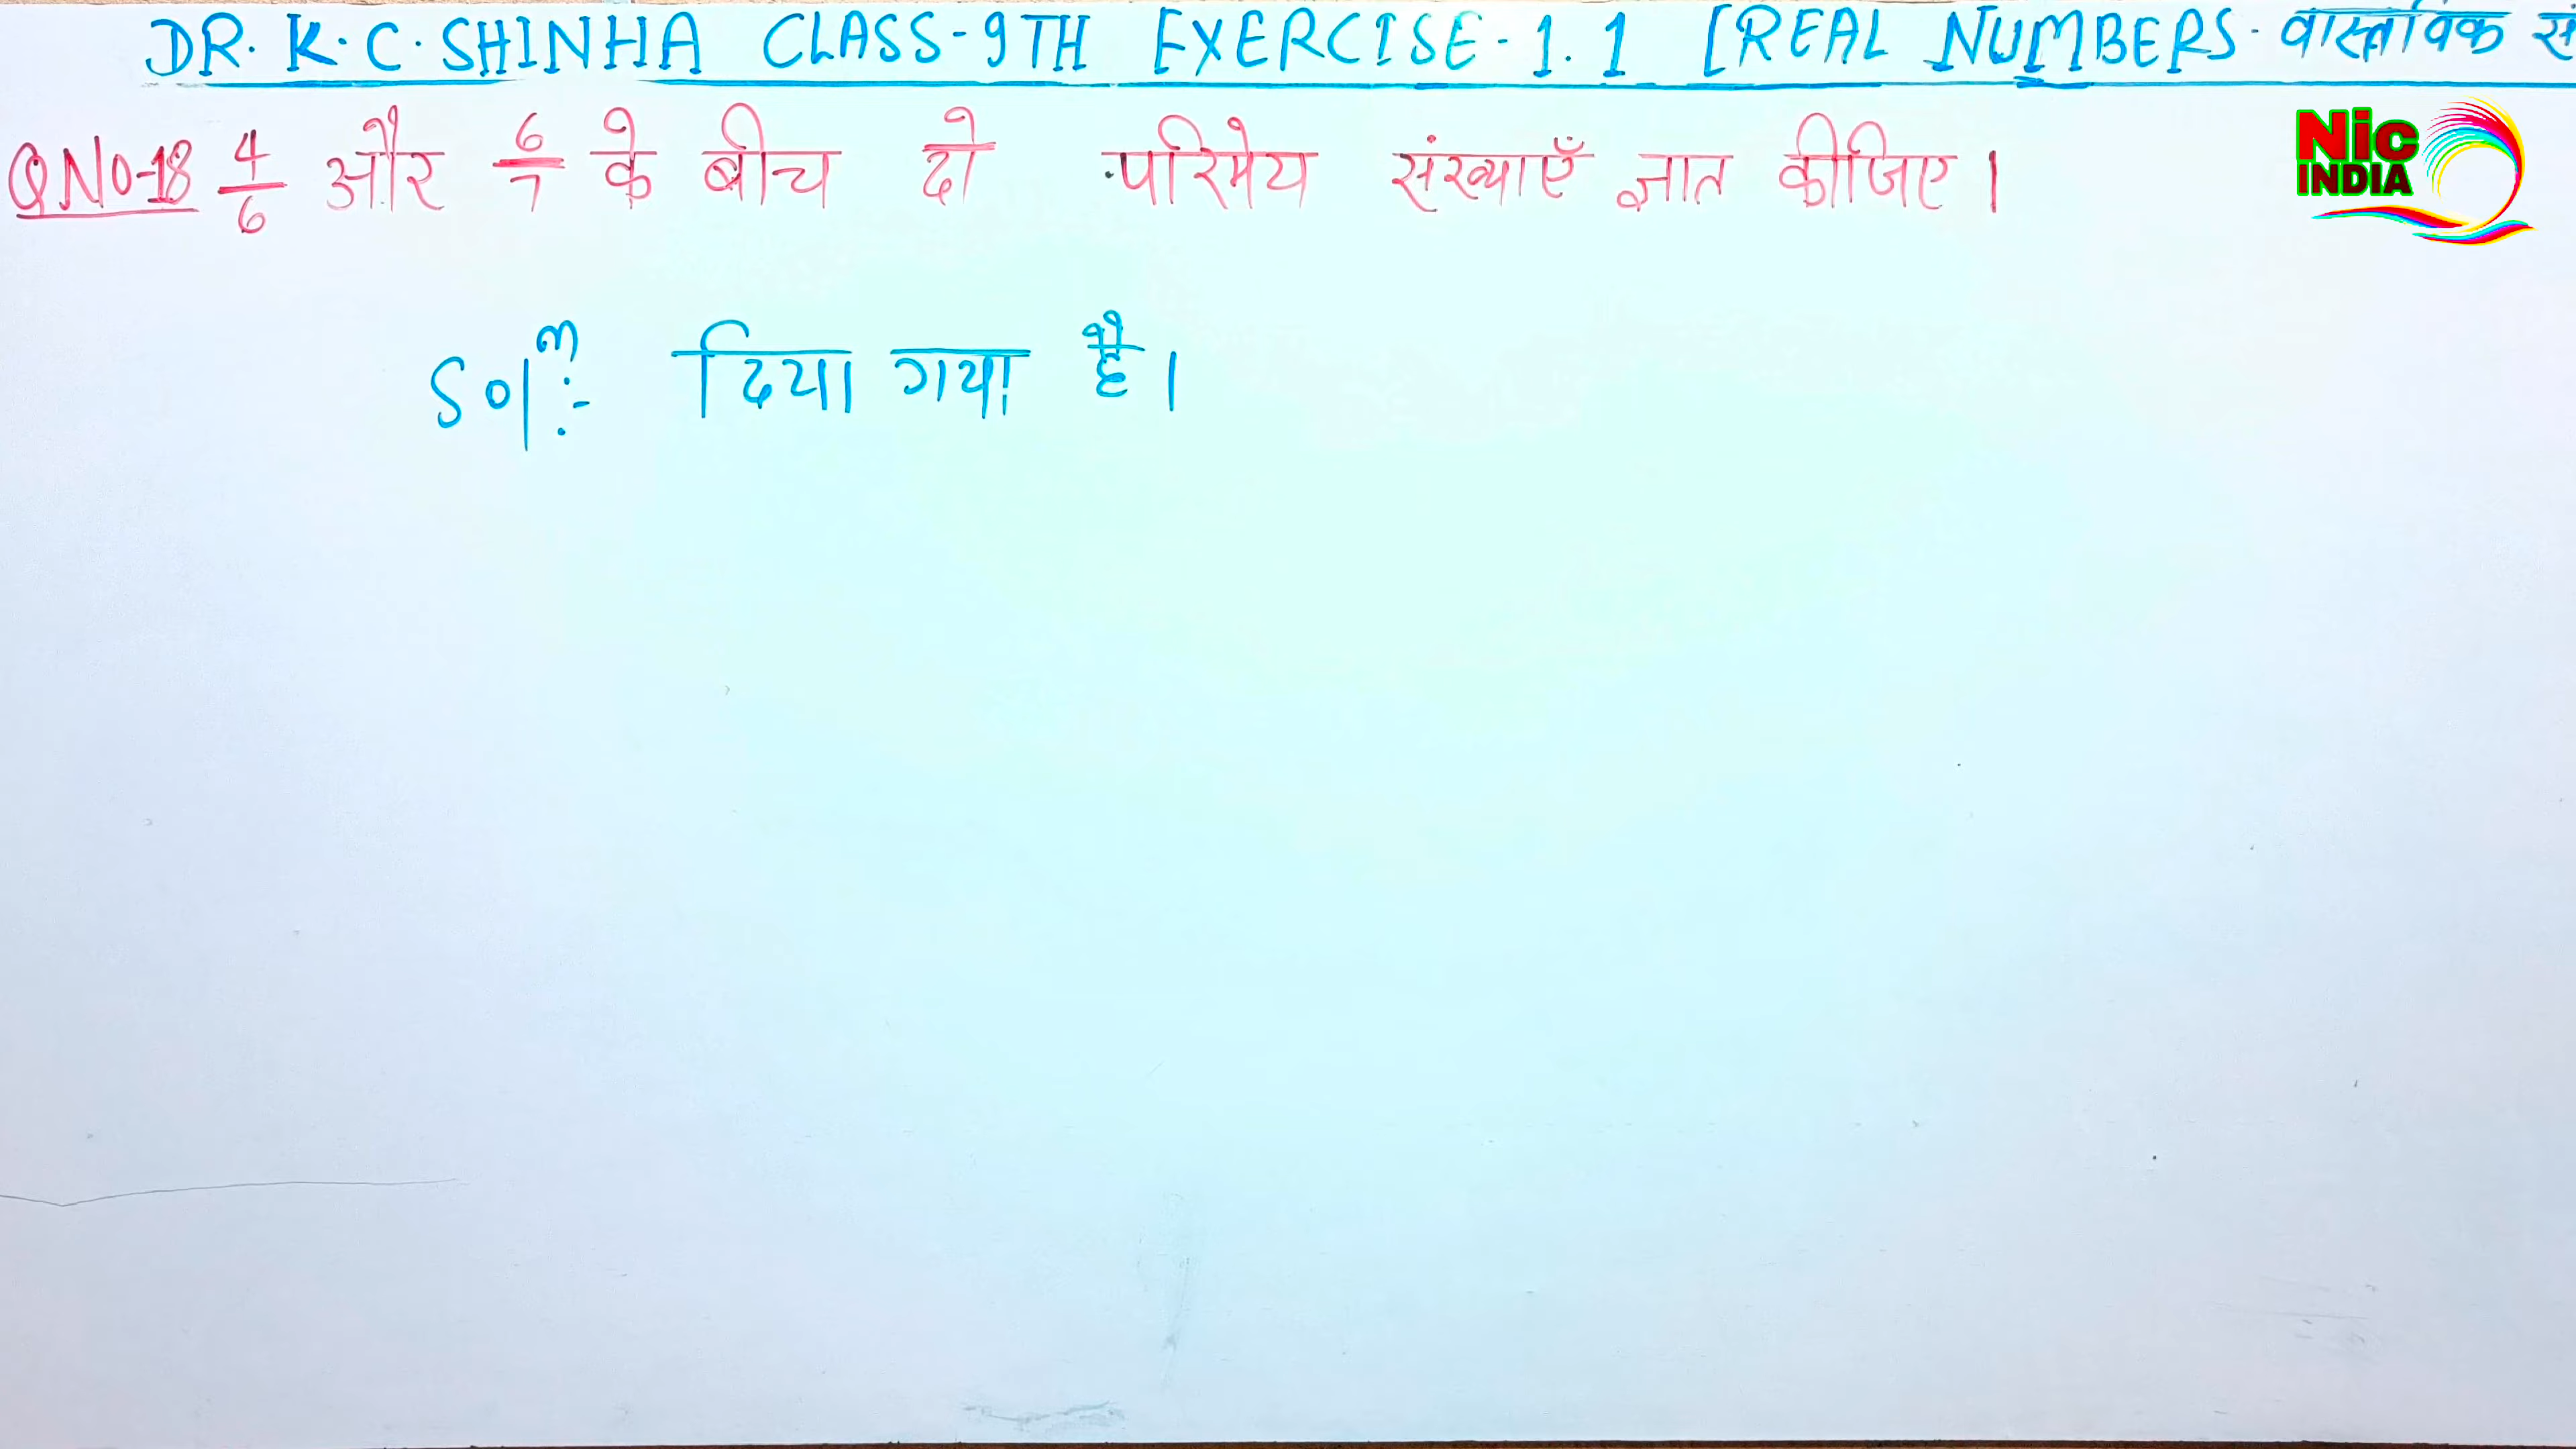 DR. K.C. SHINHA CLASS-9TH EXERCISE-1.1 [REAL NUMBERS. वास्तविक
QNO-18 4/6 और 6/7 के बीच दो परिमेय संख्याएँ ज्ञात कीजिए।
Nic
INDIA
Solⁿ:- दिया गया है।